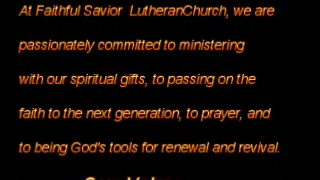 At Faithful Savior LutheranChurch, we are
passionately committed to ministering
with our spiritual gifts, to passing on the
faith to the next generation, to prayer, and
to being God's tools for renewal and revival.